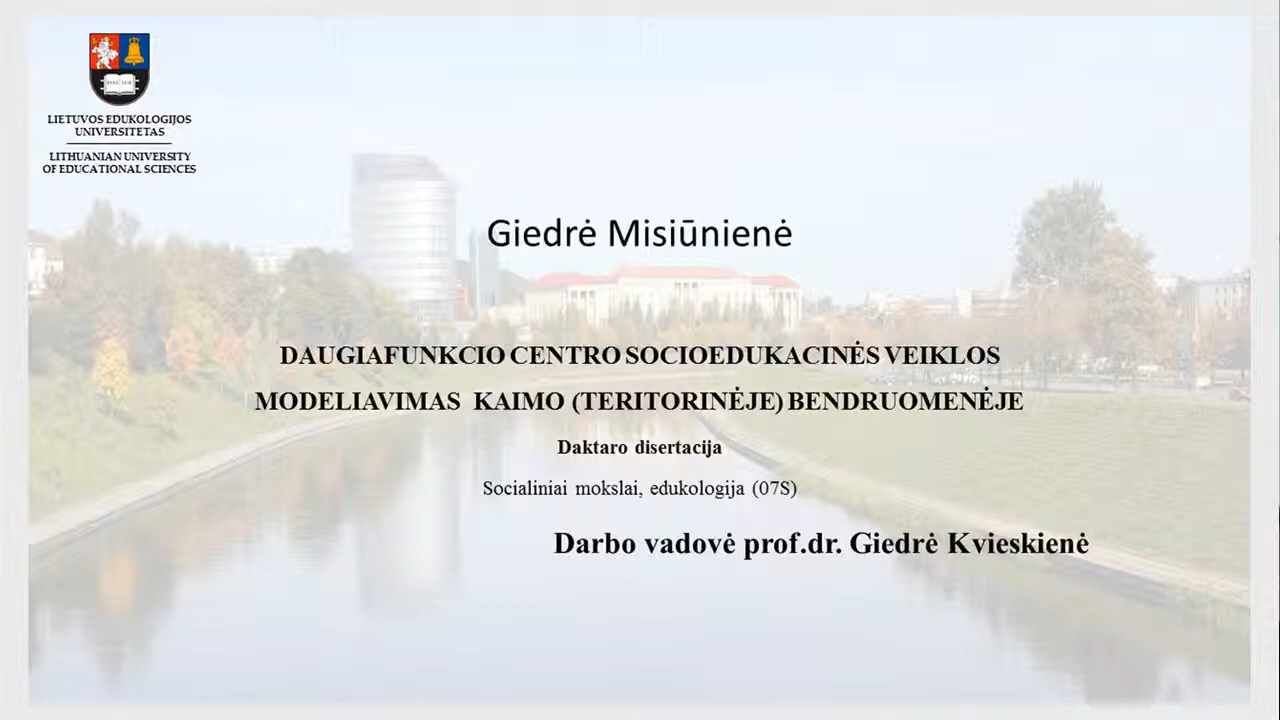 LIETUVOS EDUKOLOGIJOS
UNIVERSITETAS
LITHUANIAN UNIVERSITY
OF EDUCATIONAL SCIENCES
Giedrė Misiūnienė
DAUGIAFUNKCIO CENTRO SOCIOEDUKACINĖS VEIKLOS
MODELIAVIMAS KAIMO (TERITORINĖJE) BENDRUOMENĖJE
Daktaro disertacija
Socialiniai mokslai, edukologija (07S)
Darbo vadovė prof.dr. Giedrė Kvieskienė